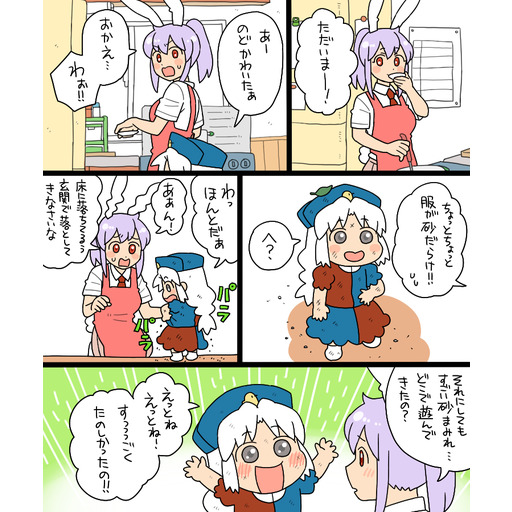 ただいまー!
あー
のどかわいたぁ
おかえ…
わぉ!!
ちょっとちょっと
服が砂だらけ!!
へ?
わっ
ほんとだぁ
あぁん!
床に落ちてるっ
玄関で落として
きなさいな
パラ
パラ
それにしても
すごい砂まみれ…
どこで遊んで
きたの?
えっとね
えっとね!
すっっごく
たのしかったの!!